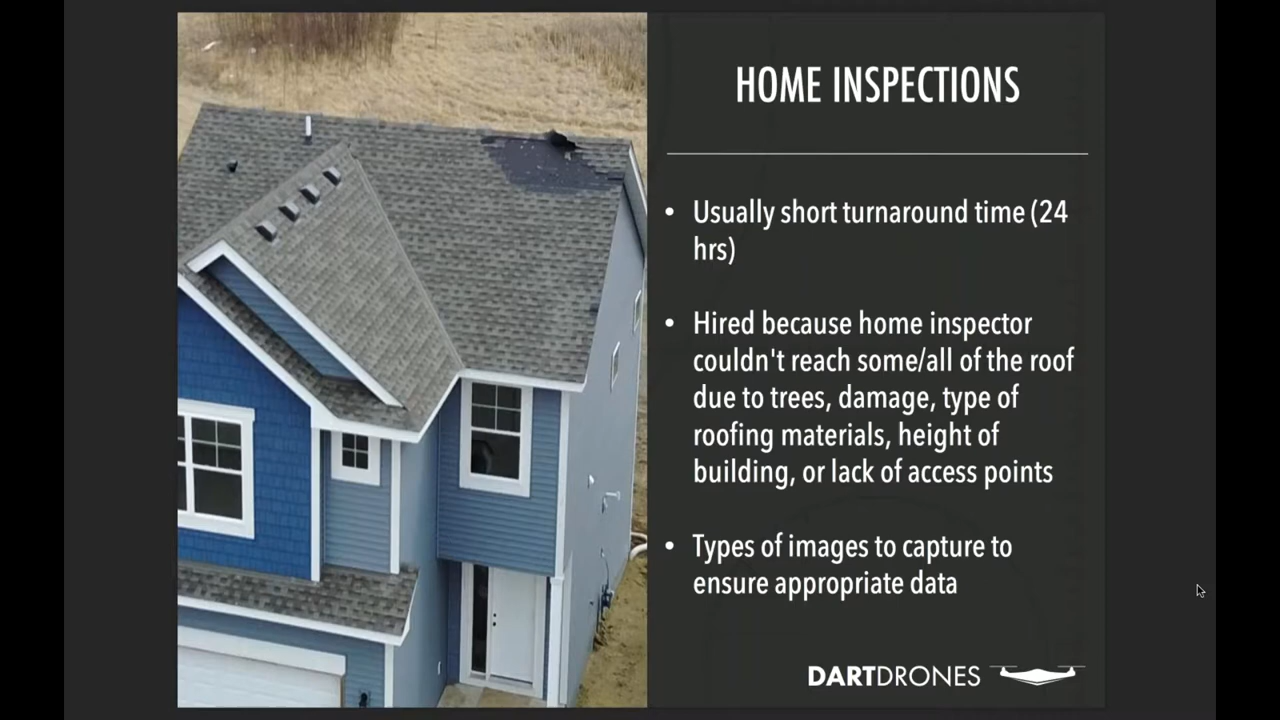 HOME INSPECTIONS
• Usually short turnaround time (24
hrs)
• Hired because home inspector
couldn't reach some/all of the roof
due to trees, damage, type of
roofing materials, height of
building, or lack of access points
• Types of images to capture to
ensure appropriate data
DARTDRONES